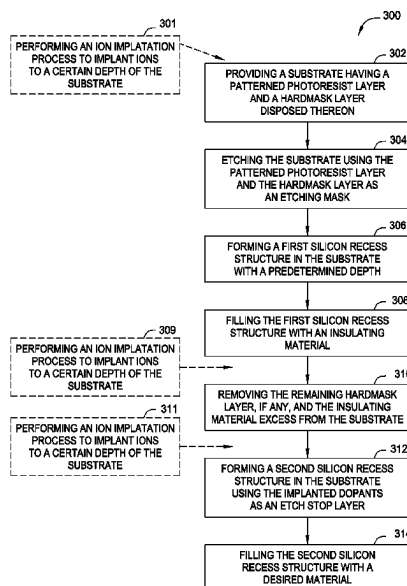 300
301
PERFORMING AN ION IMPLATATION
PROCESS TO IMPLANT IONS
TO A CERTAIN DEPTH OF THE
SUBSTRATE
302
PROVIDING A SUBSTRATE HAVING A
PATTERNED PHOTORESIST LAYER
AND A HARDMASK LAYER
DISPOSED THEREON
304
ETCHING THE SUBSTRATE USING THE
PATTERNED PHOTORESIST LAYER
AND THE HARDMASK LAYER AS
AN ETCHING MASK
306
FORMING A FIRST SILICON RECESS
STRUCTURE IN THE SUBSTRATE
WITH A PREDETERMINED DEPTH
308
FILLING THE FIRST SILICON RECESS
STRUCTURE WITH AN INSULATING
MATERIAL
309
PERFORMING AN ION IMPLATATION
PROCESS TO IMPLANT IONS
TO A CERTAIN DEPTH OF THE
SUBSTRATE
310
REMOVING THE REMAINING HARDMASK
LAYER, IF ANY, AND THE INSULATING
MATERIAL EXCESS FROM THE SUBSTRATE
311
PERFORMING AN ION IMPLATATION
PROCESS TO IMPLANT IONS
TO A CERTAIN DEPTH OF THE
SUBSTRATE
312
FORMING A SECOND SILICON RECESS
STRUCTURE IN THE SUBSTRATE
USING THE IMPLANTED DOPANTS
AS AN ETCH STOP LAYER
314
FILLING THE SECOND SILICON
RECESS STRUCTURE WITH A
DESIRED MATERIAL